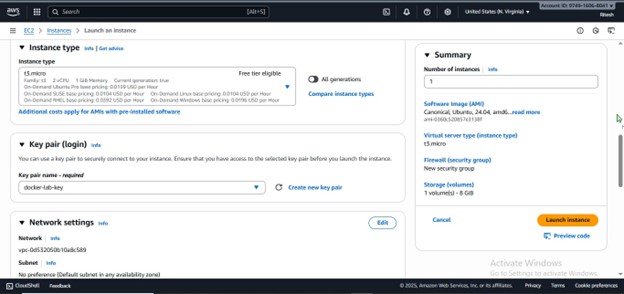 aws
Search
[Alt+S]
United States (N. Virginia)
Ritesh
EC2 > Instances > Launch an instance
Instance type Info | Get advice
Instance type
t3.micro
Free tier eligible
Family: t3 2 vCPU 1 GiB Memory Current generation: true
On-Demand Ubuntu Pro base pricing: 0.0139 USD per Hour
On-Demand SUSE base pricing: 0.0104 USD per Hour On-Demand Linux base pricing: 0.0104 USD per Hour
On-Demand RHEL base pricing: 0.0392 USD per Hour On-Demand Windows base pricing: 0.0196 USD per Hour
All generations
Compare instance types
Additional costs apply for AMIs with pre-installed software
Key pair (login) Info
You can use a key pair to securely connect to your instance. Ensure that you have access to the selected key pair before you launch the instance.
Key pair name - required
docker-lab-key
Create new key pair
Network settings Info
Edit
Network Info
Subnet Info
No preference (Default subnet in any availability zone)
Summary
Number of instances Info
1
Software Image (AMI)
Canonical, Ubuntu, 24.04, amd6...read more
Virtual server type (instance type)
t3.micro
Firewall (security group)
New security group
Storage (volumes)
1 volume(s) - 8 GiB
Cancel
Launch instance
Preview code
Activate Windows
Go to Settings to activate Windows.
CloudShell Feedback
© 2025, Amazon Web Services, Inc. or its affiliates. Privacy Terms Cookie preferences